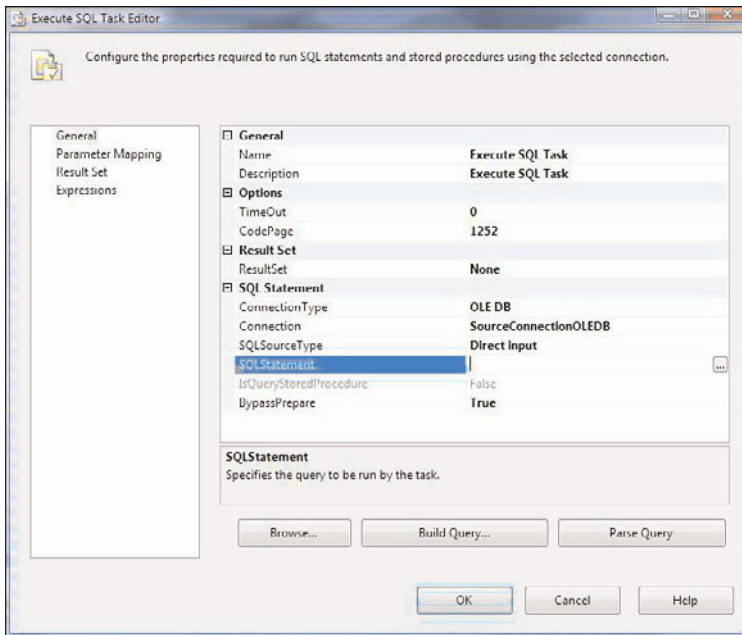 Execute SQL Task Editor
Configure the properties required to run SQL statements and stored procedures using the selected connection.
General
Parameter Mapping
Result Set
Expressions
General
Name Execute SQL Task
Description Execute SQL Task
Options
TimeOut 0
CodePage 1252
Result Set
ResultSet None
SQL Statement
ConnectionType OLE DB
Connection SourceConnectionOLEDB
SQLSourceType Direct input
SQLStatement ...
IsQueryStoredProcedure False
BypassPrepare True
SQLStatement
Specifies the query to be run by the task.
Browse... Build Query... Parse Query
OK Cancel Help